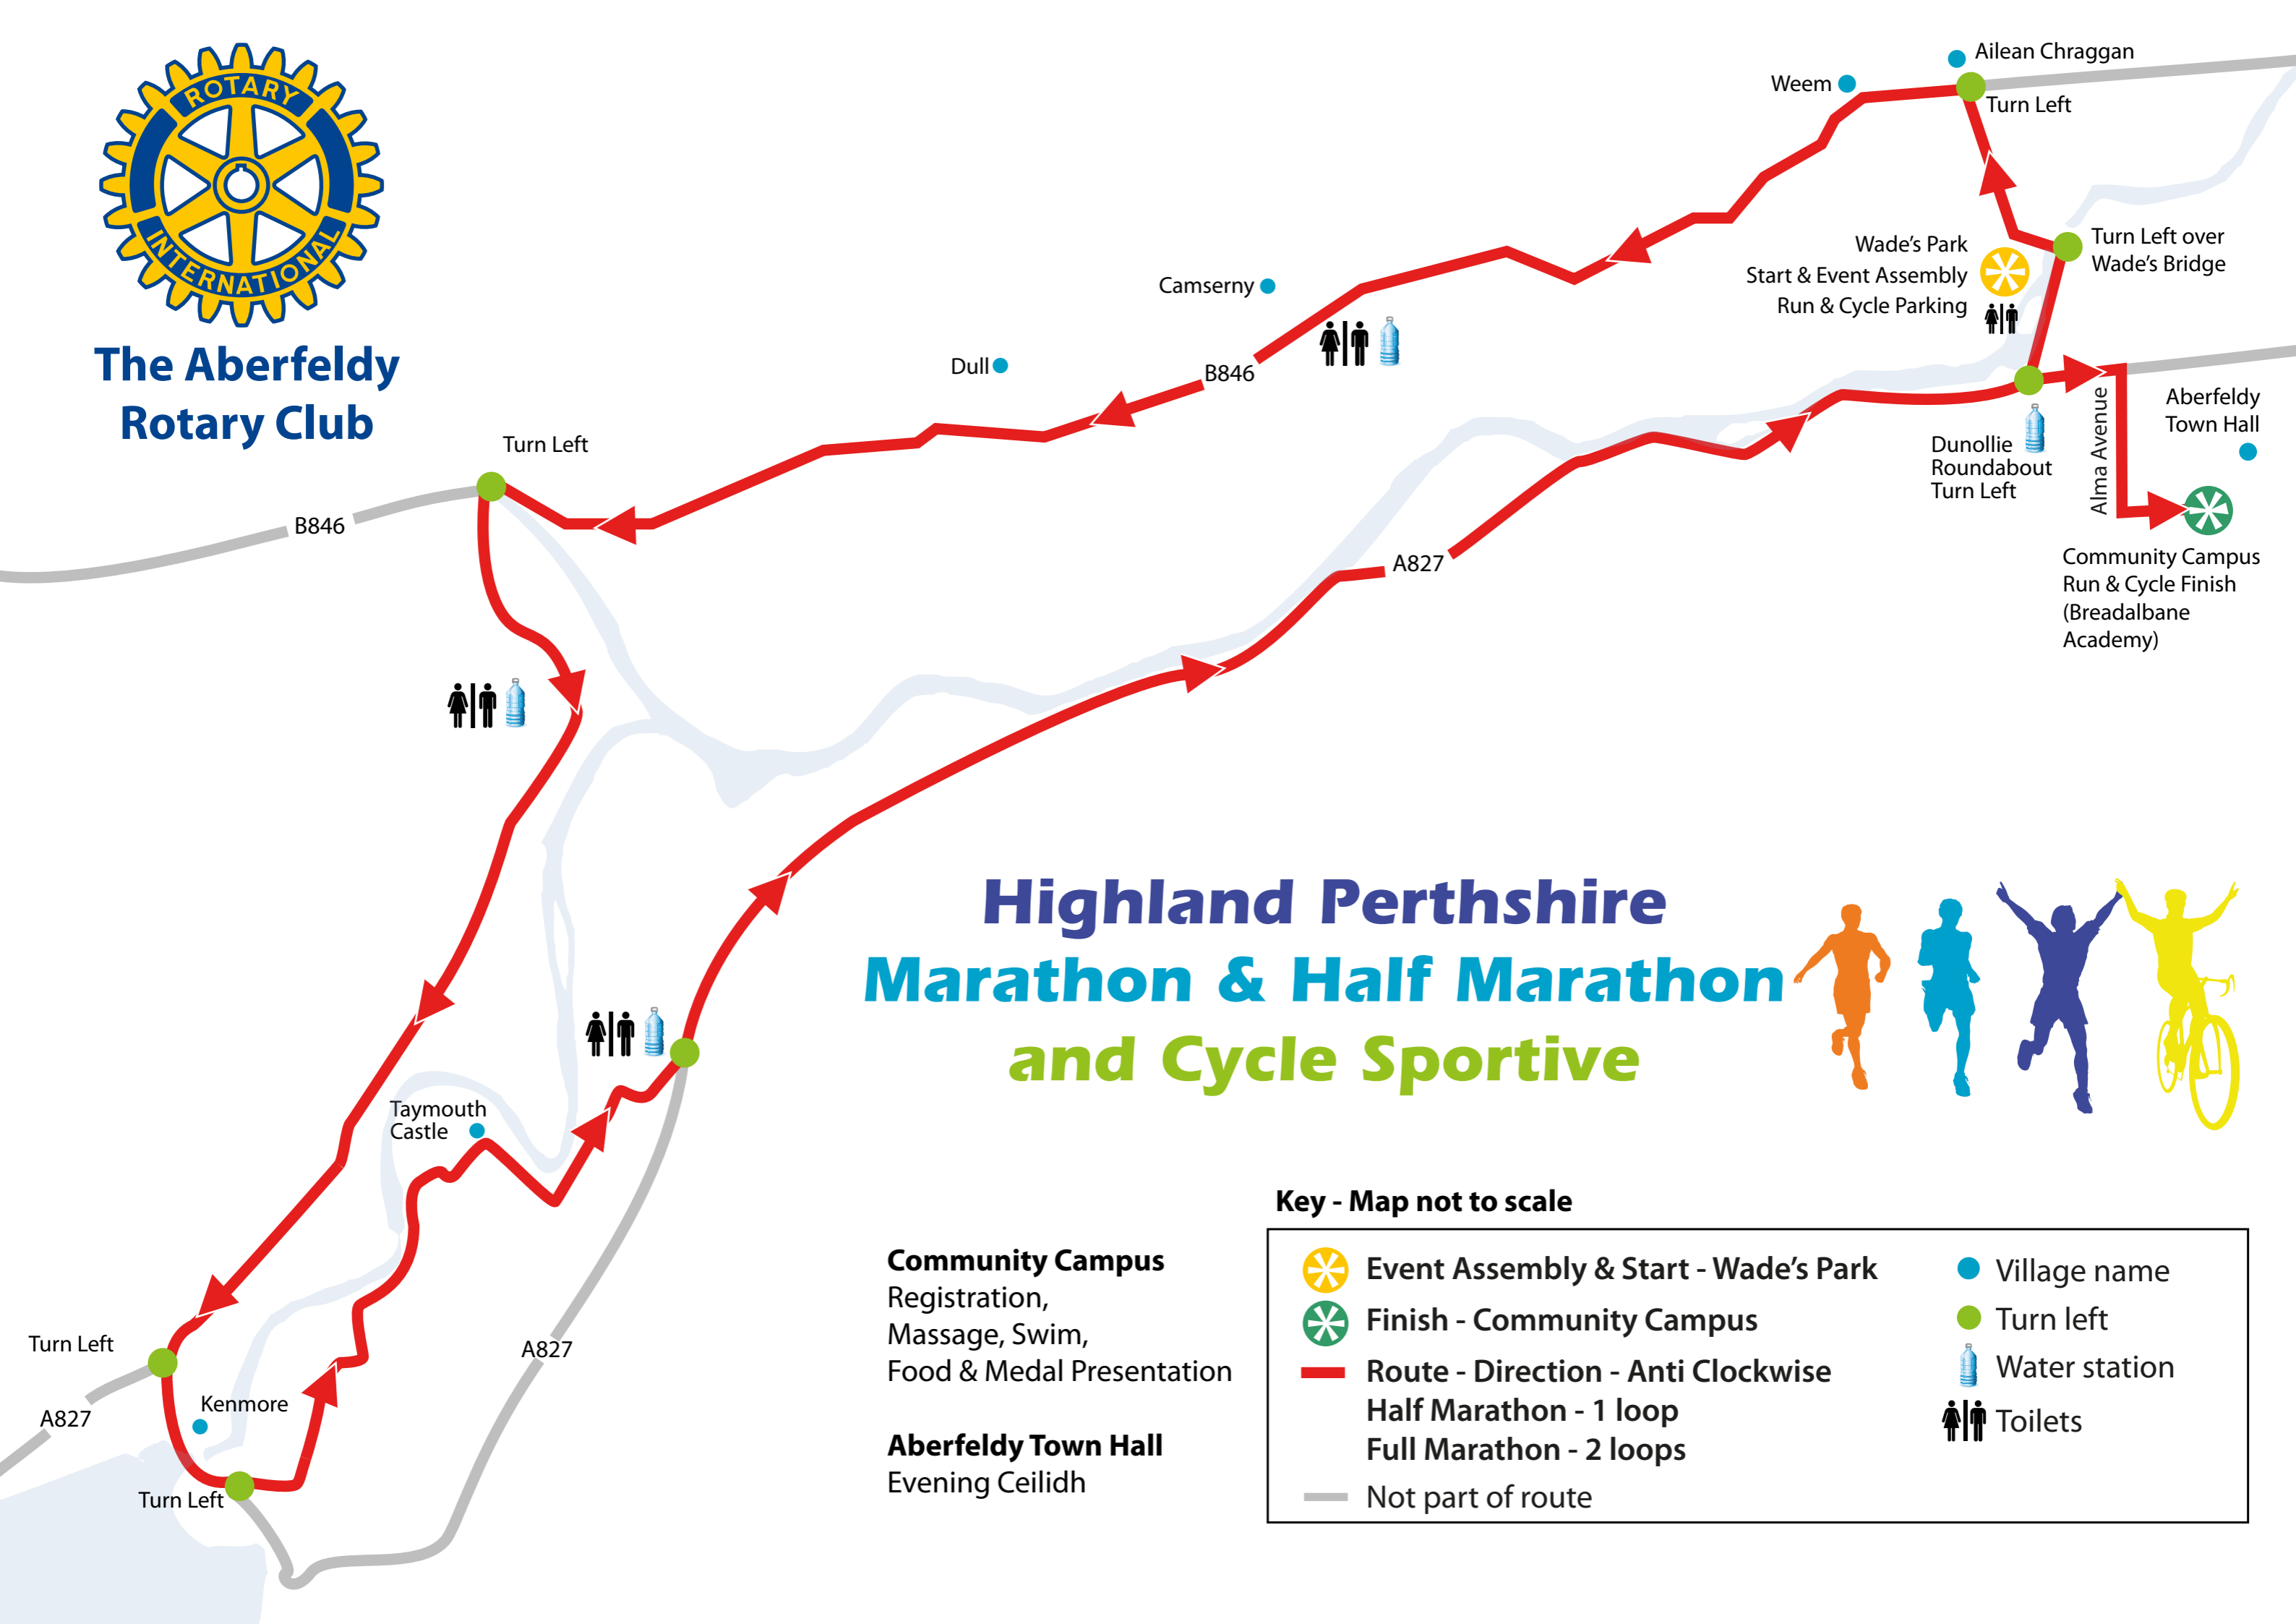 ROTARY
INTERNATIONAL
The Aberfeldy
Rotary Club
Ailean Chraggan
Weem
Turn Left
Turn Left over
Wade's Bridge
Wade's Park
Start & Event Assembly
Run & Cycle Parking
Camserny
Dull
B846
Turn Left
B846
Alma Avenue
Aberfeldy
Town Hall
Dunollie
Roundabout
Turn Left
A827
Community Campus
Run & Cycle Finish
(Breadalbane
Academy)
Highland Perthshire
Marathon & Half Marathon
and Cycle Sportive
Taymouth
Castle
Turn Left
A827
Kenmore
Turn Left
A827
Community Campus
Registration,
Massage, Swim,
Food & Medal Presentation
Aberfeldy Town Hall
Evening Ceilidh
Key - Map not to scale
Event Assembly & Start - Wade's Park
Finish - Community Campus
Route - Direction - Anti Clockwise
Half Marathon - 1 loop
Full Marathon - 2 loops
Not part of route
Village name
Turn left
Water station
Toilets